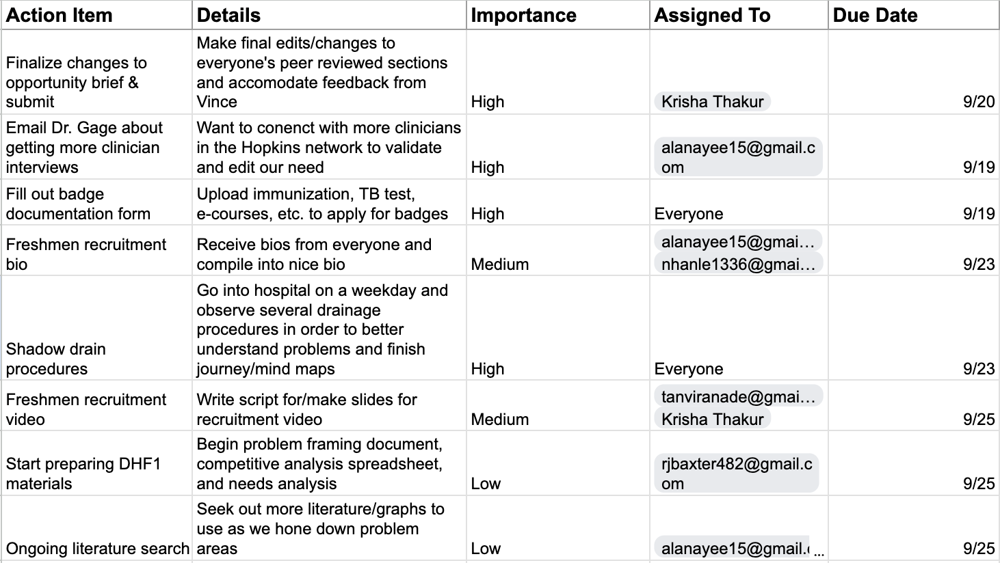 Action Item Details Importance Assigned To Due Date
Finalize changes to
opportunity brief &
submit
Make final edits/changes to
everyone's peer reviewed sections
and accomodate feedback from
Vince
High
Krisha Thakur
9/20
Email Dr. Gage about
getting more clinician
interviews
Want to conenct with more clinicians
in the Hopkins network to validate
and edit our need
High
alanayee15@gmail.c
om
9/19
Fill out badge
documentation form
Upload immunization, TB test,
e-courses, etc. to apply for badges
High
Everyone
9/19
Freshmen recruitment
bio
Receive bios from everyone and
compile into nice bio
Medium
alanayee15@gmai...
nhanle1336@gmai...
9/23
Shadow drain
procedures
Go into hospital on a weekday and
observe several drainage
procedures in order to better
understand problems and finish
journey/mind maps
High
Everyone
9/23
Freshmen recruitment
video
Write script for/make slides for
recruitment video
Medium
tanviranade@gmai...
Krisha Thakur
9/25
Start preparing DHF1
materials
Begin problem framing document,
competitive analysis spreadsheet,
and needs analysis
Low
rjbaxter482@gmail.c
om
9/25
Ongoing literature search
Seek out more literature/graphs to
use as we hone down problem
areas
Low
alanayee15@gmail. ...
9/25